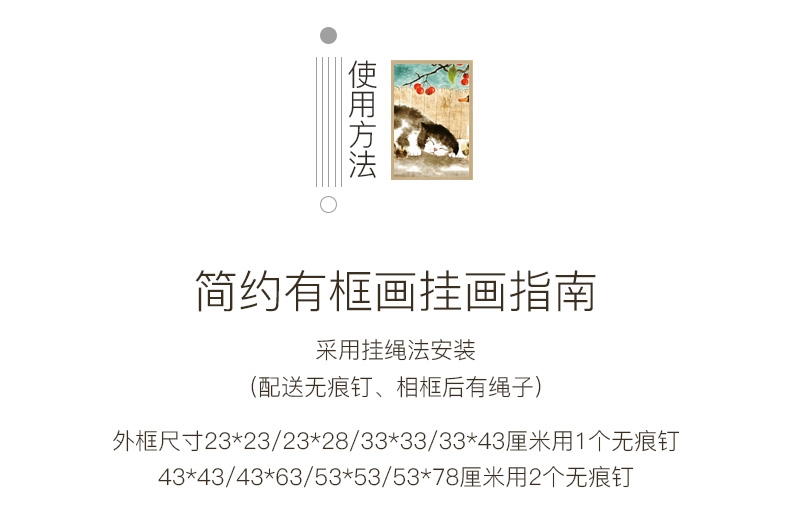 使用方法
简约有框画挂画指南
采用挂绳法安装
（配送无痕钉、相框后有绳子）
外框尺寸23*23/23*28/33*33/33*43厘米用1个无痕钉
43*43/43*63/53*53/53*78厘米用2个无痕钉